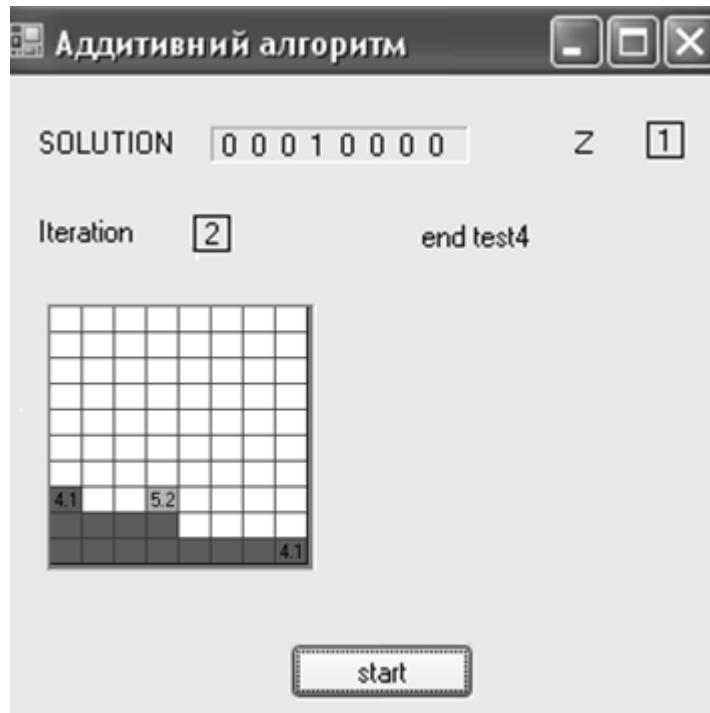 Аддитивний алгоритм
SOLUTION 0 0 0 1 0 0 0 0 Z 1
Iteration 2 end test4
4.1 5.2
4.1
start